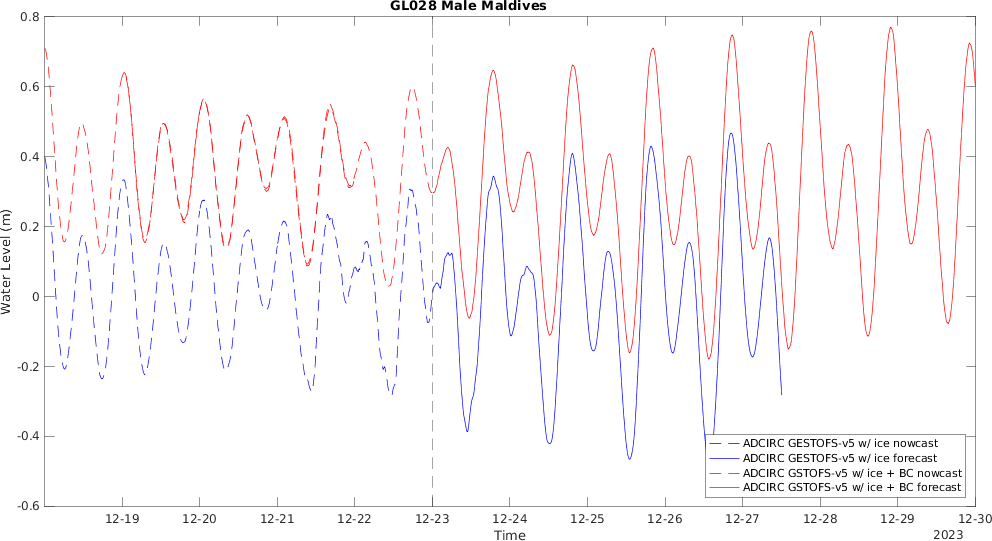 GL028 Male Maldives
0.8
0.6
0.4
0.2
0
-0.2
-0.4
-0.6
Water Level (m)
ADCIRC GESTOFS-v5 w/ ice nowcast
ADCIRC GESTOFS-v5 w/ ice forecast
ADCIRC GSTOFS-v5 w/ ice + BC nowcast
ADCIRC GSTOFS-v5 w/ ice + BC forecast
12-19 12-20 12-21 12-22 12-23 12-24 12-25 12-26 12-27 12-28 12-29 12-30
Time
2023